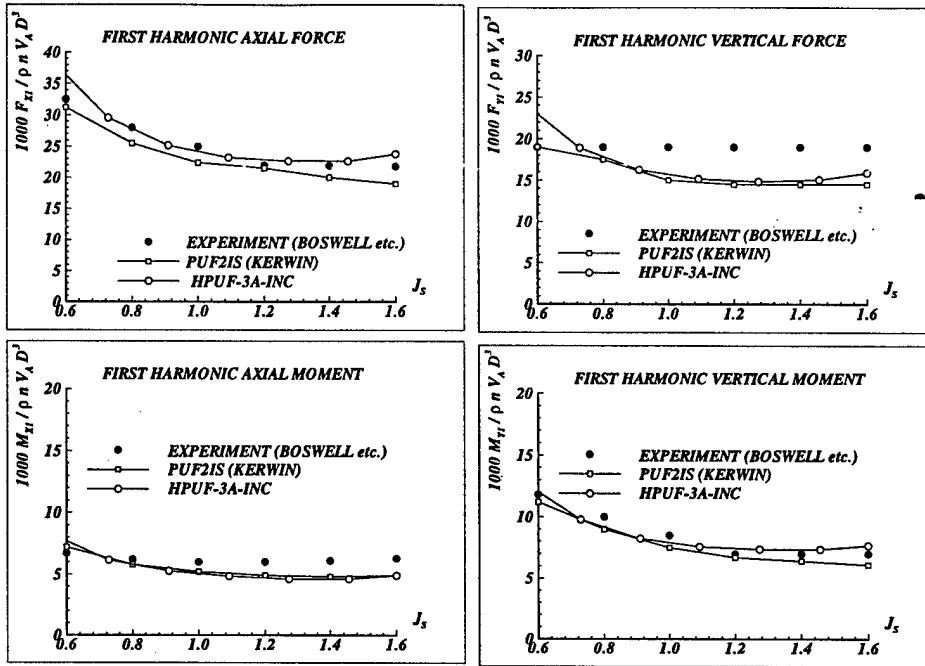 FIRST HARMONIC AXIAL FORCE
1000 F_X1 / ρ n V_A D^3
40
35
30
25
20
15
10
5
0
EXPERIMENT (BOSWELL etc.)
PUF2IS (KERWIN)
HPUF-3A-INC
J_S
0.6 0.8 1.0 1.2 1.4 1.6
FIRST HARMONIC VERTICAL FORCE
1000 F_Y1 / ρ n V_A D^3
30
25
20
15
10
5
0
EXPERIMENT (BOSWELL etc.)
PUF2IS (KERWIN)
HPUF-3A-INC
J_S
0.6 0.8 1.0 1.2 1.4 1.6
FIRST HARMONIC AXIAL MOMENT
1000 M_X1 / ρ n V_A D^3
20
15
10
5
0
EXPERIMENT (BOSWELL etc.)
PUF2IS (KERWIN)
HPUF-3A-INC
J_S
0.6 0.8 1.0 1.2 1.4 1.6
FIRST HARMONIC VERTICAL MOMENT
1000 M_Y1 / ρ n V_A D^3
20
15
10
5
0
EXPERIMENT (BOSWELL etc.)
PUF2IS (KERWIN)
HPUF-3A-INC
J_S
0.6 0.8 1.0 1.2 1.4 1.6